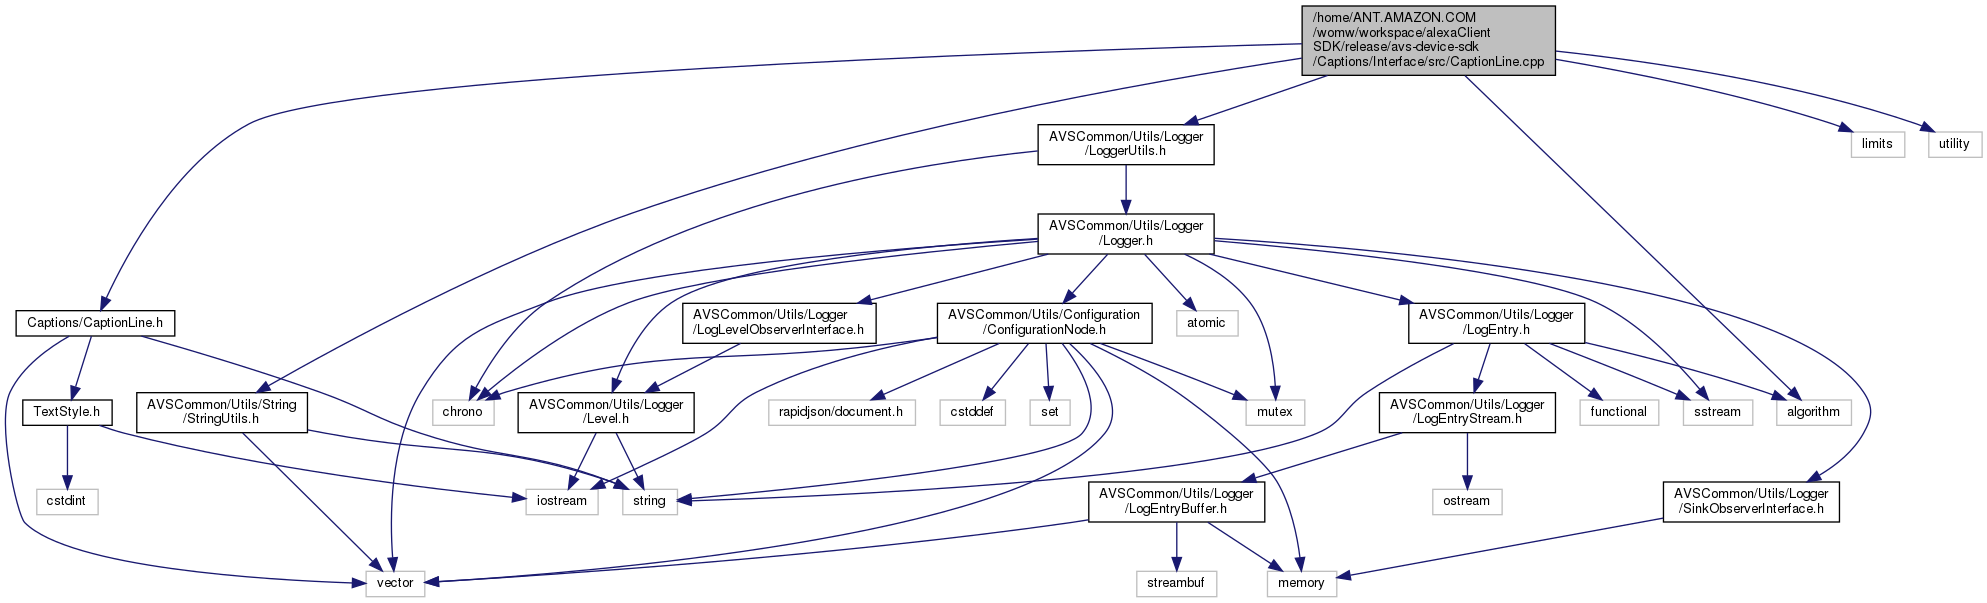 /home/ANT.AMAZON.COM
/womw/workspace/alexaClient
SDK/release/avs-device-sdk
/Captions/Interface/src/CaptionLine.cpp
AVSCommon/Utils/Logger
/LoggerUtils.h
limits
utility
AVSCommon/Utils/Logger
/Logger.h
Captions/CaptionLine.h
AVSCommon/Utils/Logger
/LogLevelObserverInterface.h
AVSCommon/Utils/Configuration
/ConfigurationNode.h
atomic
AVSCommon/Utils/Logger
/LogEntry.h
TextStyle.h
AVSCommon/Utils/String
/StringUtils.h
chrono
AVSCommon/Utils/Logger
/Level.h
rapidjson/document.h
cstddef
set
mutex
AVSCommon/Utils/Logger
/LogEntryStream.h
functional
sstream
algorithm
cstdint
iostream
string
AVSCommon/Utils/Logger
/LogEntryBuffer.h
ostream
AVSCommon/Utils/Logger
/SinkObserverInterface.h
vector
streambuf
memory